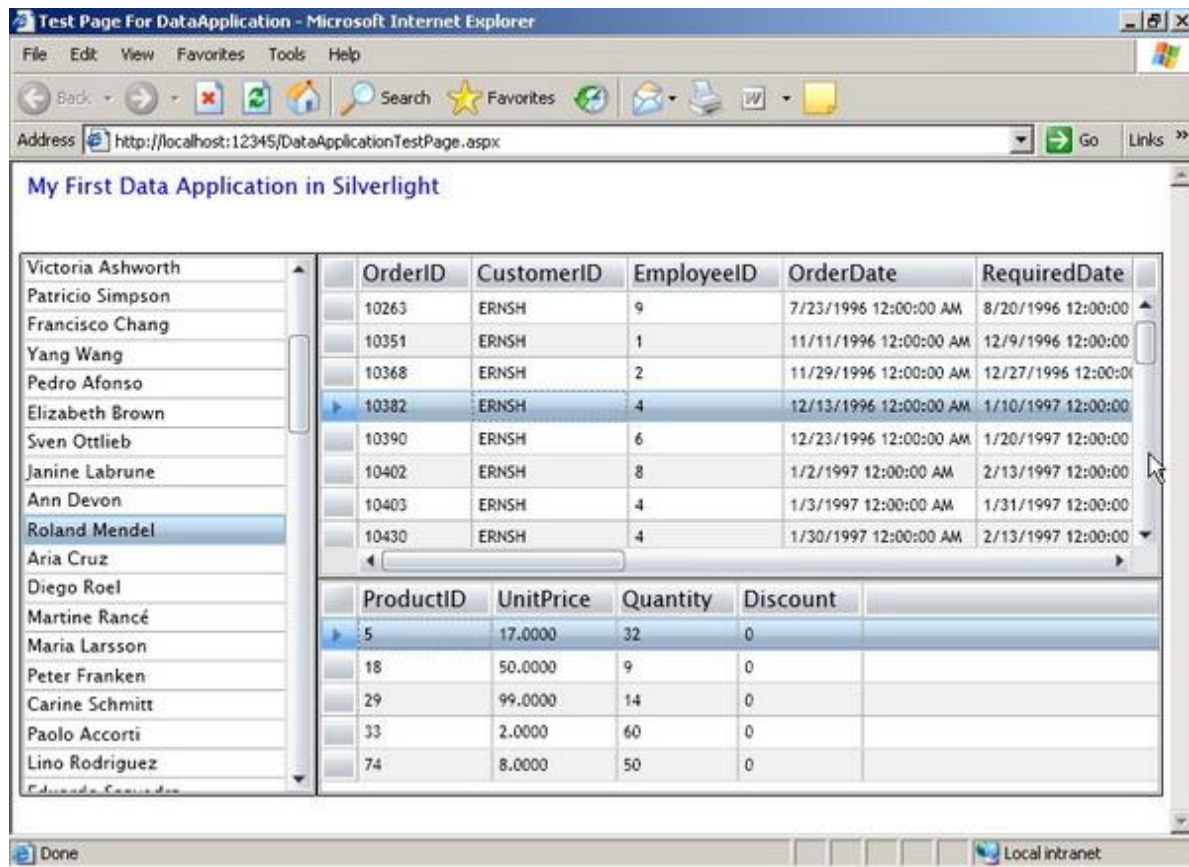 Test Page For DataApplication - Microsoft Internet Explorer
File Edit View Favorites Tools Help
Back Search Favorites
Address http://localhost:12345/DataApplicationTestPage.aspx Go Links »
My First Data Application in Silverlight
Victoria Ashworth
Patricio Simpson
Francisco Chang
Yang Wang
Pedro Afonso
Elizabeth Brown
Sven Ottlieb
Janine Labrune
Ann Devon
Roland Mendel
Aria Cruz
Diego Roel
Martine Rancé
Maria Larsson
Peter Franken
Carine Schmitt
Paolo Accorti
Lino Rodriguez
OrderID CustomerID EmployeeID OrderDate RequiredDate
10263 ERNSH 9 7/23/1996 12:00:00 AM 8/20/1996 12:00:00
10351 ERNSH 1 11/11/1996 12:00:00 AM 12/9/1996 12:00:00
10368 ERNSH 2 11/29/1996 12:00:00 AM 12/27/1996 12:00:0
10382 ERNSH 4 12/13/1996 12:00:00 AM 1/10/1997 12:00:00
10390 ERNSH 6 12/23/1996 12:00:00 AM 1/20/1997 12:00:00
10402 ERNSH 8 1/2/1997 12:00:00 AM 2/13/1997 12:00:00
10403 ERNSH 4 1/3/1997 12:00:00 AM 1/31/1997 12:00:00
10430 ERNSH 4 1/30/1997 12:00:00 AM 2/13/1997 12:00:00
ProductID UnitPrice Quantity Discount
5 17.0000 32 0
18 50.0000 9 0
29 99.0000 14 0
33 2.0000 60 0
74 8.0000 50 0
Done Local intranet